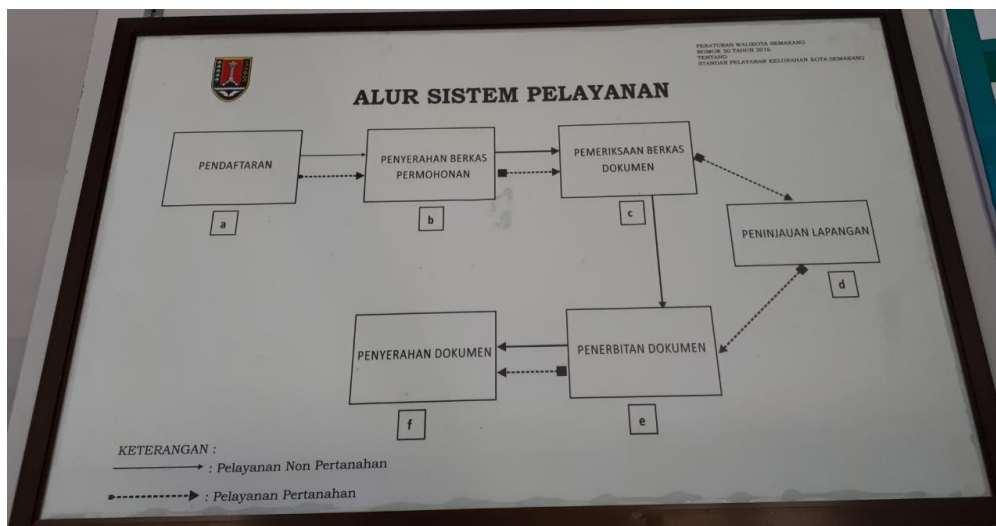 PERATURAN WALIKOTA SEMARANG
NOMOR 30 TAHUN 2016
TENTANG
STANDAR PELAYANAN KELURAHAN KOTA SEMARANG
ALUR SISTEM PELAYANAN
PENDAFTARAN
a
PENYERAHAN BERKAS
PERMOHONAN
b
PEMERIKSAAN BERKAS
DOKUMEN
c
PENINJAUAN LAPANGAN
d
PENERBITAN DOKUMEN
e
PENYERAHAN DOKUMEN
f
KETERANGAN :
: Pelayanan Non Pertanahan
: Pelayanan Pertanahan